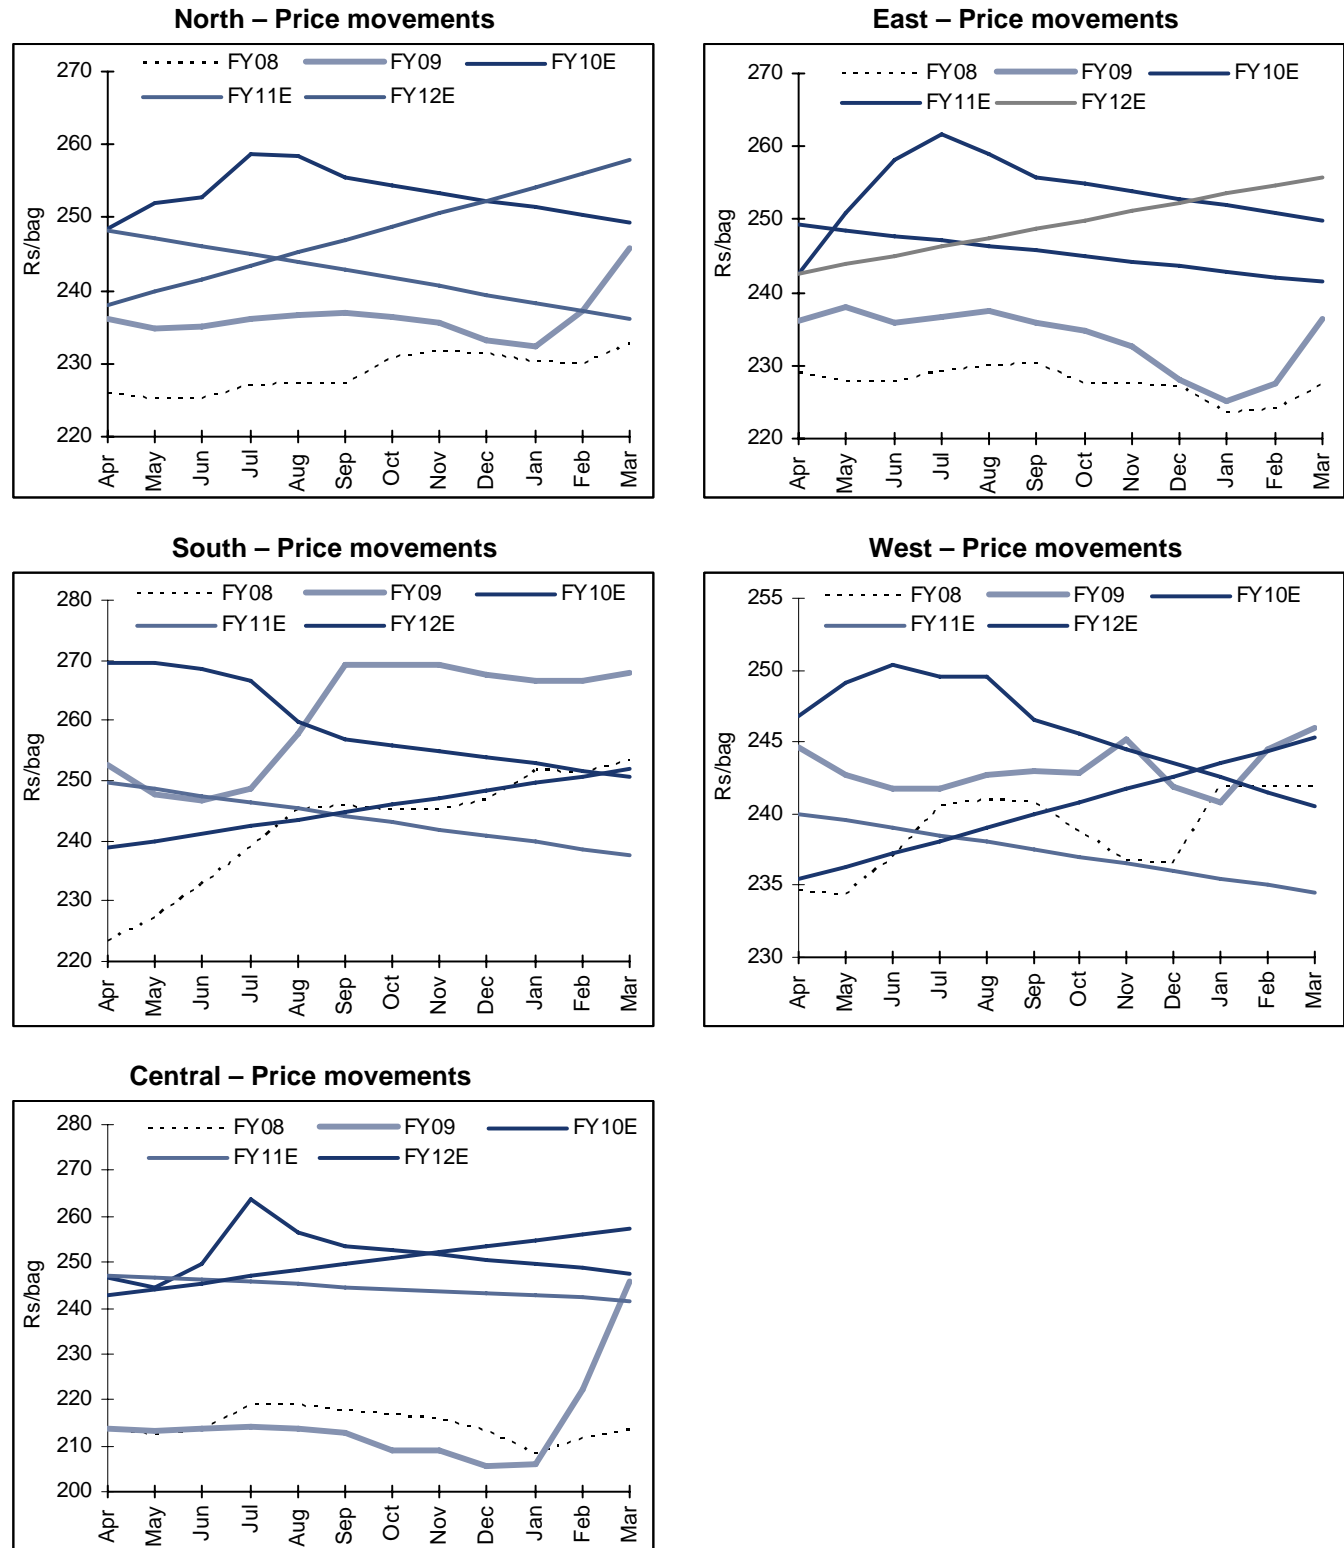 North – Price movements
FY08 FY09 FY10E
FY11E FY12E
Rs/bag
270
260
250
240
230
220
Apr May Jun Jul Aug Sep Oct Nov Dec Jan Feb Mar
East – Price movements
FY08 FY09 FY10E
FY11E FY12E
Rs/bag
270
260
250
240
230
220
Apr May Jun Jul Aug Sep Oct Nov Dec Jan Feb Mar
South – Price movements
FY08 FY09 FY10E
FY11E FY12E
Rs/bag
280
270
260
250
240
230
220
Apr May Jun Jul Aug Sep Oct Nov Dec Jan Feb Mar
West – Price movements
FY08 FY09 FY10E
FY11E FY12E
Rs/bag
255
250
245
240
235
230
Apr May Jun Jul Aug Sep Oct Nov Dec Jan Feb Mar
Central – Price movements
FY08 FY09 FY10E
FY11E FY12E
Rs/bag
280
270
260
250
240
230
220
210
200
Apr May Jun Jul Aug Sep Oct Nov Dec Jan Feb Mar